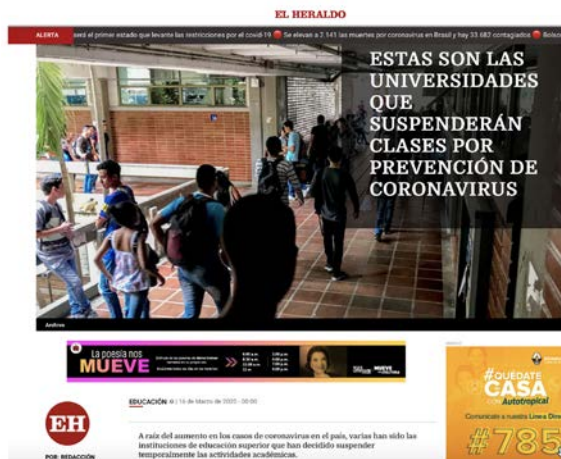 EL HERALDO
ALERTA será el primer estado que levante las restricciones por el covid-19 Se elevan a 2.141 las muertes por coronavirus en Brasil y hay 33.682 contagiados Bolso
ESTAS SON LAS
UNIVERSIDADES
QUE
SUSPENDERÁN
CLASES POR
PREVENCIÓN DE
CORONAVIRUS
Archivo
La poesía nos
MUEVE
#QUÉDATE
CASA
Autotropical
Comunícate a nuestra Línea Dire
#785
EDUCACIÓN
16 de Marzo de 2020 - 00:00
EH
A raíz del aumento en los casos de coronavirus en el país, varias han sido las
instituciones de educación superior que han decidido suspender
temporalmente las actividades académicas.
POR: REDACCIÓN